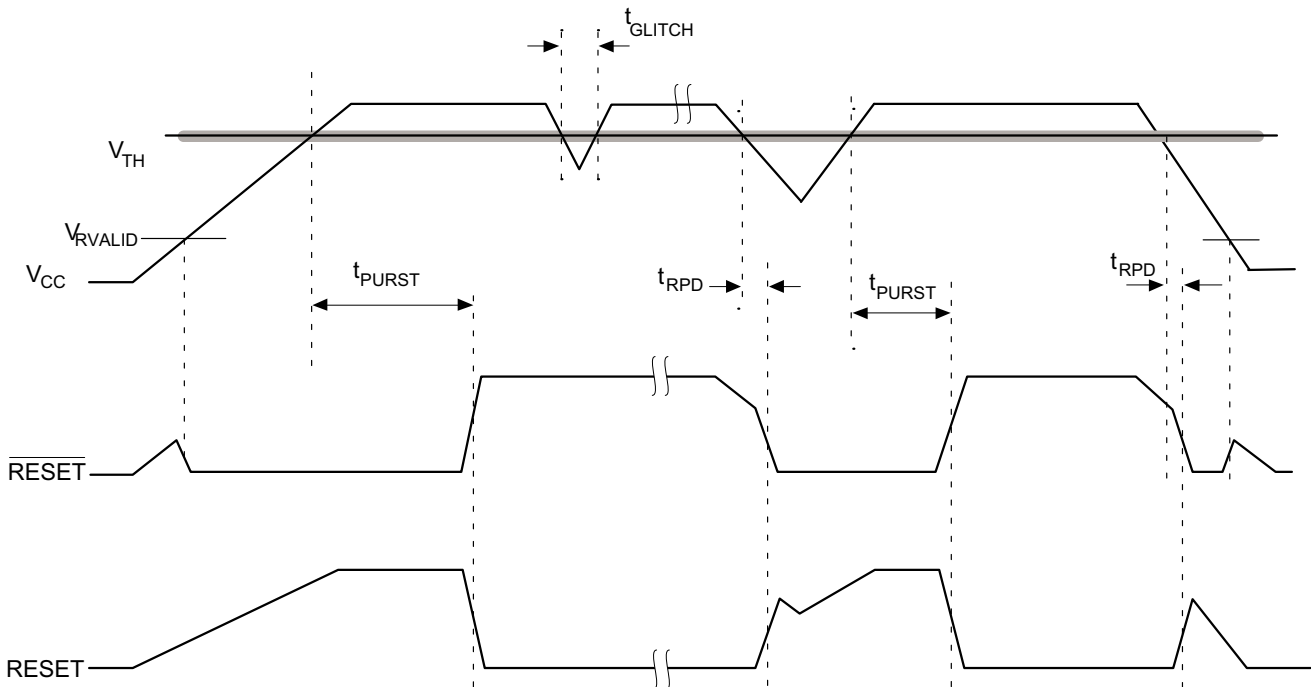 tGLITCH
VTH
VRVALID
VCC
tPURST
tRPD
tPURST
tRPD
RESET
RESET